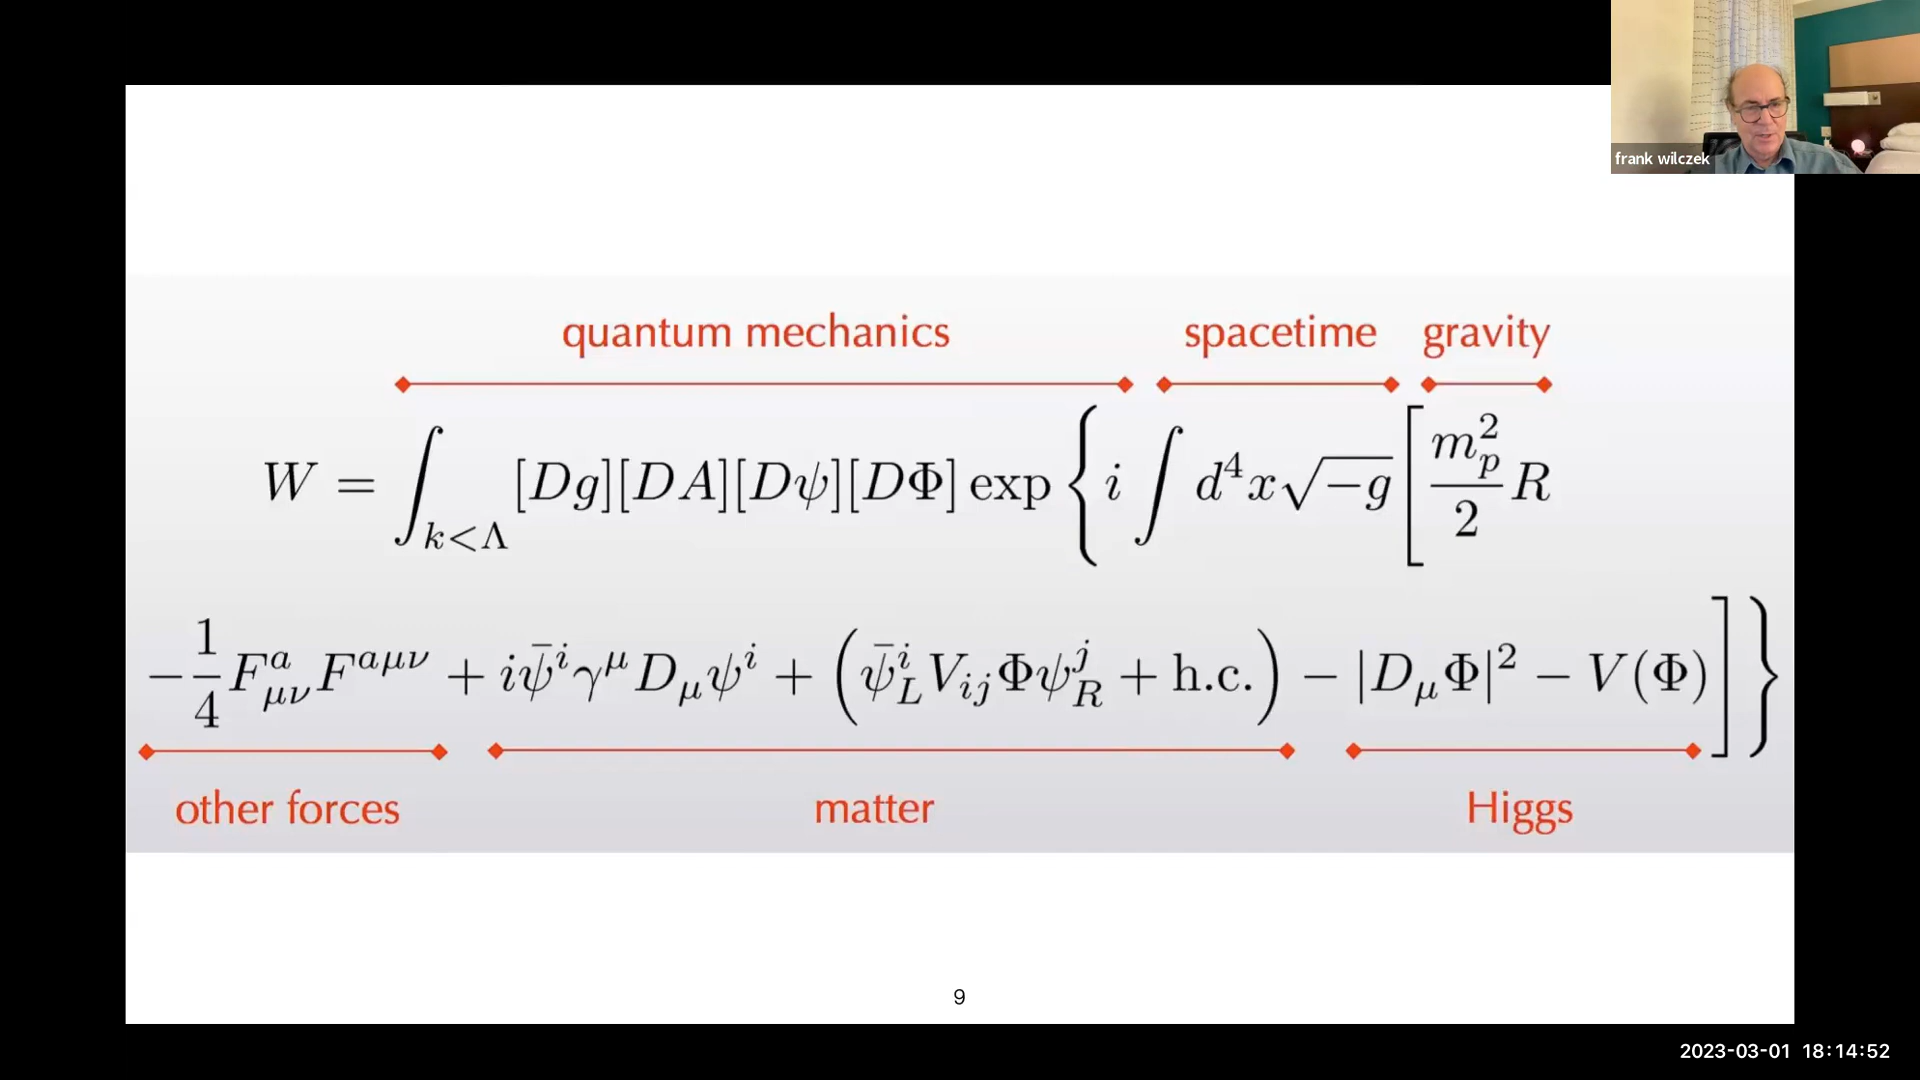 frank wilczek
quantum mechanics spacetime gravity
W = ∫_{k<Λ} [Dg][DA][Dψ][DΦ] exp { i ∫ d⁴x √−g [ m_p²/2 R
−1/4 F^a_{μν} F^{aμν} + iψ̄^i γ^μ D_μ ψ^i + ( ψ̄^i_L V_{ij} Φ ψ^j_R + h.c. ) − |D_μ Φ|² − V(Φ) ] }
other forces matter Higgs
9
2023-03-01 18:14:52